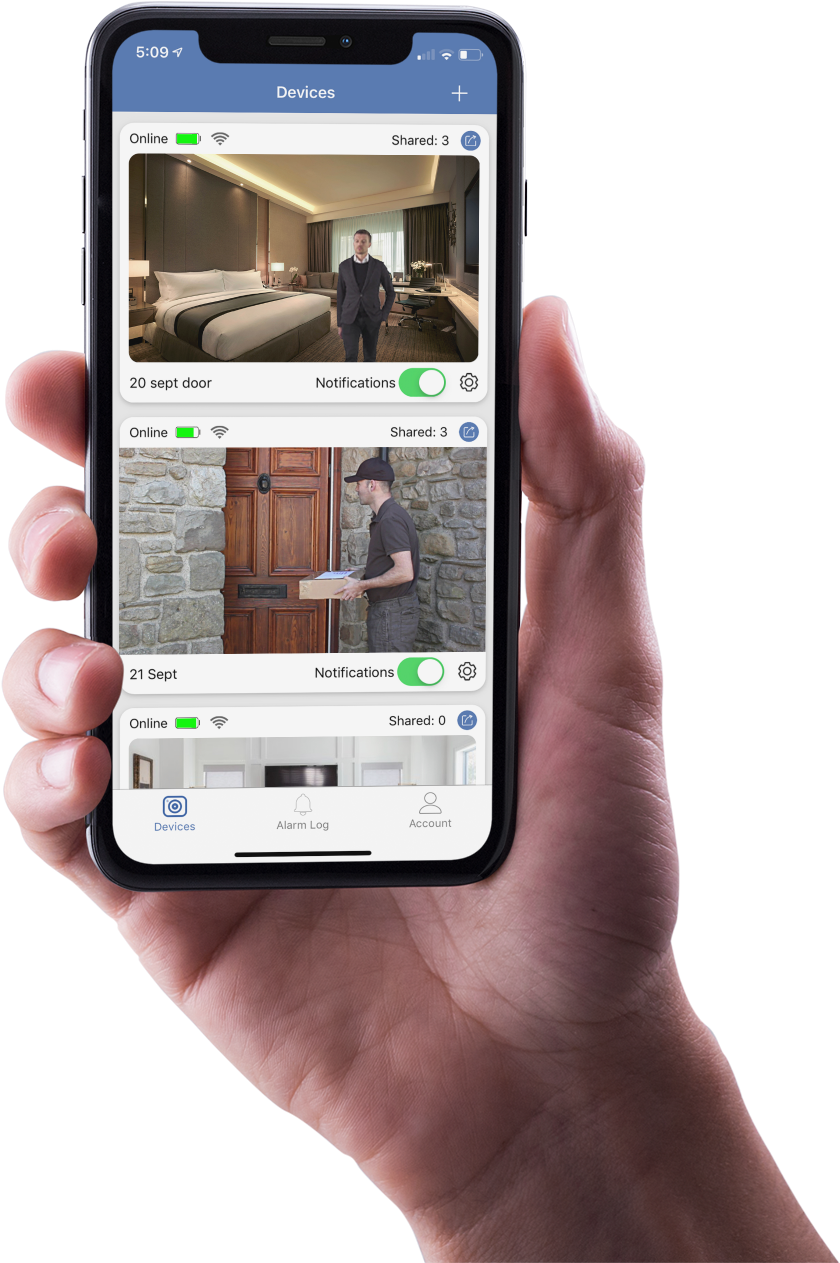 5:09
Devices
Online Shared: 3
20 sept door Notifications
Online Shared: 3
21 Sept Notifications
Online Shared: 0
Devices Alarm Log Account